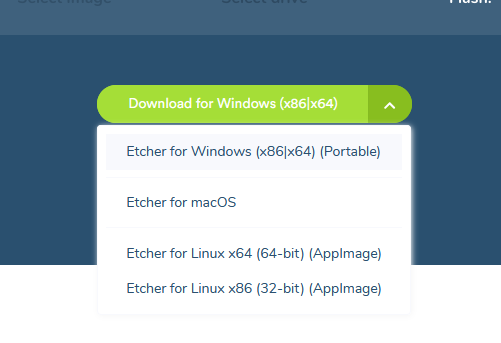 Select image Select drive Flash!
Download for Windows (x86|x64)
Etcher for Windows (x86|x64) (Portable)
Etcher for macOS
Etcher for Linux x64 (64-bit) (AppImage)
Etcher for Linux x86 (32-bit) (AppImage)